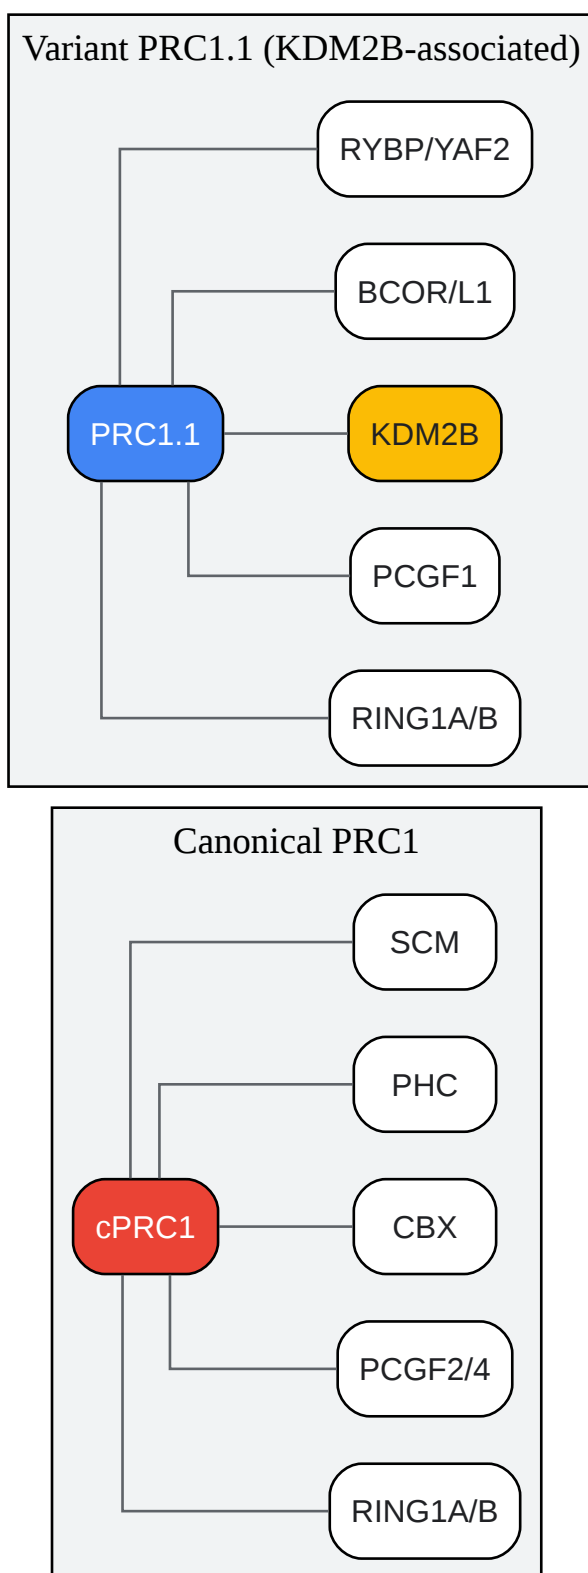 Variant PRC1.1 (KDM2B-associated)
RYBP/YAF2
BCOR/L1
PRC1.1
KDM2B
PCGF1
RING1A/B
Canonical PRC1
SCM
PHC
cPRC1
CBX
PCGF2/4
RING1A/B